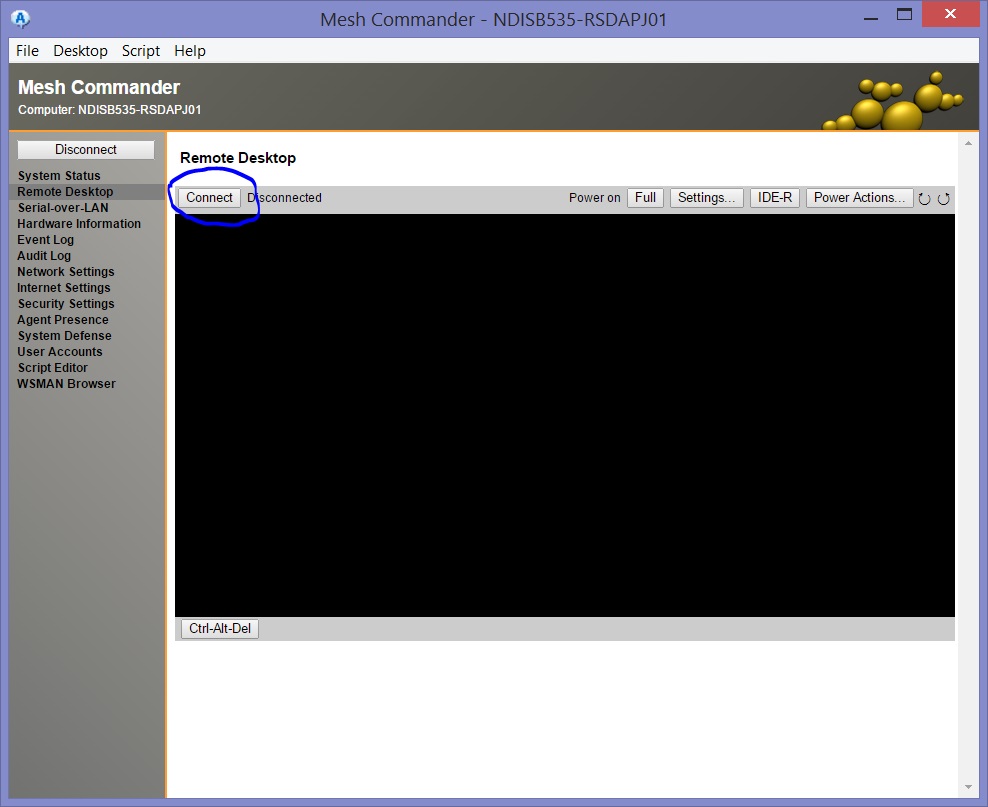 Mesh Commander - NDISB535-RSDAPJ01
File Desktop Script Help
Mesh Commander
Computer: NDISB535-RSDAPJ01
Disconnect
System Status
Remote Desktop
Serial-over-LAN
Hardware Information
Event Log
Audit Log
Network Settings
Internet Settings
Security Settings
Agent Presence
System Defense
User Accounts
Script Editor
WSMAN Browser
Remote Desktop
Connect Disconnected Power on Full Settings... IDE-R Power Actions...
Ctrl-Alt-Del